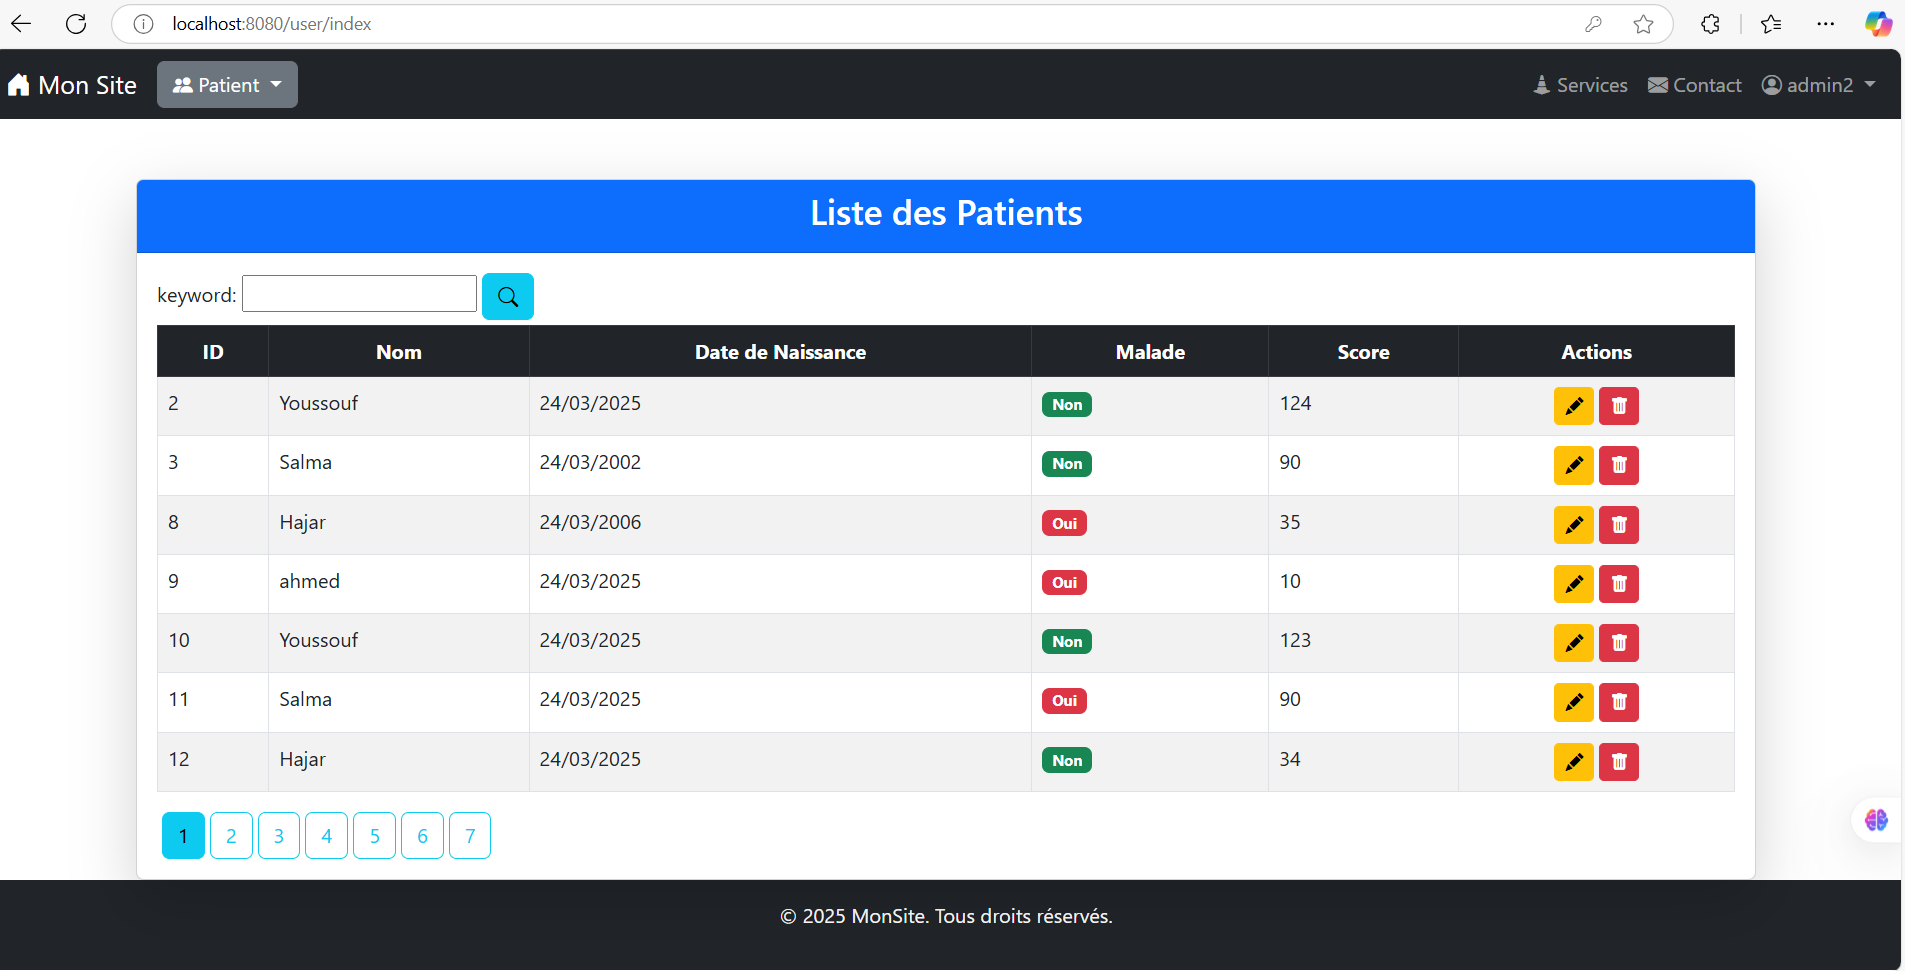 localhost:8080/user/index
Mon Site Patient Services Contact admin2
Liste des Patients
keyword:
ID Nom Date de Naissance Malade Score Actions
2 Youssouf 24/03/2025 Non 124
3 Salma 24/03/2002 Non 90
8 Hajar 24/03/2006 Oui 35
9 ahmed 24/03/2025 Oui 10
10 Youssouf 24/03/2025 Non 123
11 Salma 24/03/2025 Oui 90
12 Hajar 24/03/2025 Non 34
1 2 3 4 5 6 7
© 2025 MonSite. Tous droits réservés.